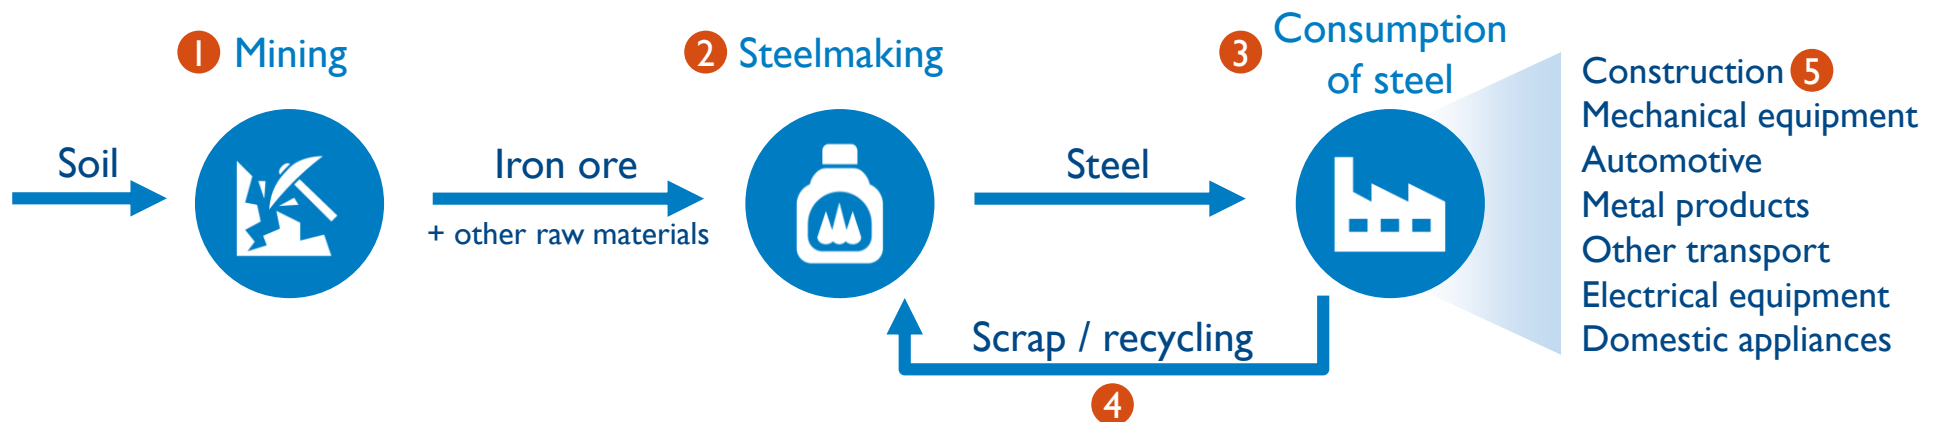 1 Mining
2 Steelmaking
3 Consumption
of steel
Soil
Iron ore
+ other raw materials
Steel
Scrap / recycling
4
Construction 5
Mechanical equipment
Automotive
Metal products
Other transport
Electrical equipment
Domestic appliances